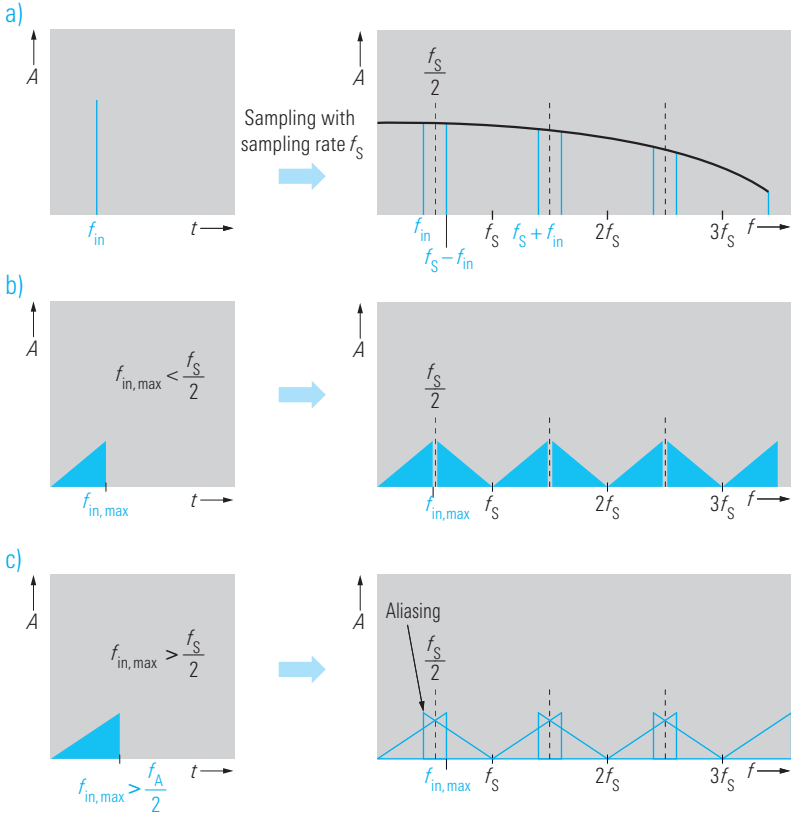 a)
A
f_in
t
Sampling with
sampling rate f_S
A
f_S/2
f_in
f_S – f_in
f_S
f_S + f_in
2f_S
3f_S
f
b)
A
f_in,max < f_S/2
f_in,max
t
A
f_S/2
f_in,max
f_S
2f_S
3f_S
f
c)
A
f_in,max > f_S/2
t
f_in,max > f_A/2
A
Aliasing
f_S/2
f_in,max
f_S
2f_S
3f_S
f